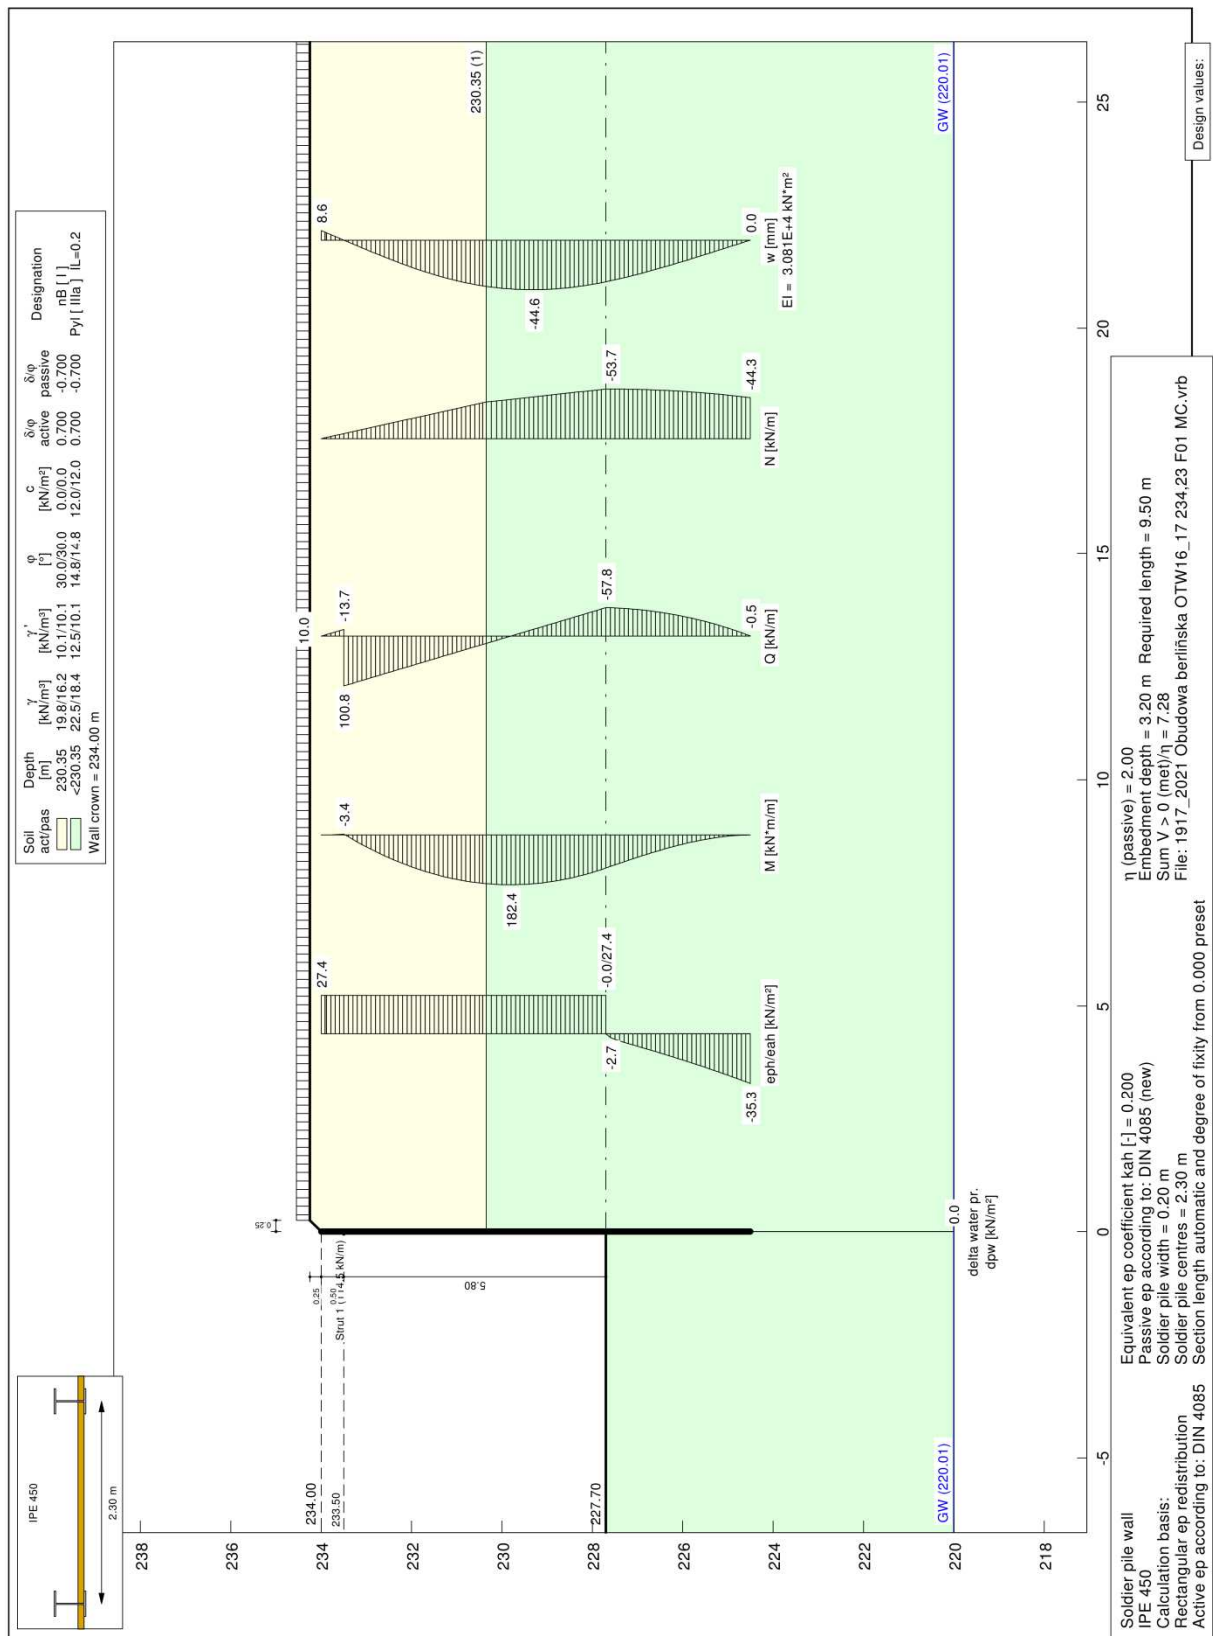 IPE 450
2.30 m
Soil
act/pas
Depth
[m]
γ
[kN/m³]
γ'
[kN/m³]
φ
[°]
c
[kN/m²]
δ/φ
active
δ/φ
passive
Designation
230.35 19.8/16.2 10.1/10.1 30.0/30.0 0.0/0.0 0.700 -0.700 nB [ I ]
<230.35 22.5/18.4 12.5/10.1 14.8/14.8 12.0/12.0 0.700 -0.700 Pyl [ IIIa ] IL=0.2
Wall crown = 234.00 m
238
236
234
232
230
228
226
224
222
220
218
-5
0
5
10
15
20
25
234.00
233.50
227.70
0.25
0.50
5.80
0.25
Strut 1
kN/m)
10.0
230.35 (1)
GW (220.01)
GW (220.01)
delta water pr.
dpw [kN/m²]
0.0
27.4
-0.0/27.4
-2.7
-35.3
eph/eah [kN/m²]
-3.4
182.4
M [kN*m/m]
-13.7
100.8
-57.8
-0.5
Q [kN/m]
-53.7
-44.3
N [kN/m]
8.6
-44.6
0.0
w [mm]
EI = 3.081E+4 kN*m²
Soldier pile wall
IPE 450
Calculation basis:
Rectangular ep redistribution
Active ep according to: DIN 4085
Equivalent ep coefficient kah [-] = 0.200
Passive ep according to: DIN 4085 (new)
Soldier pile width = 0.20 m
Soldier pile centres = 2.30 m
Section length automatic and degree of fixity from 0.000 preset
η (passive) = 2.00
Embedment depth = 3.20 m Required length = 9.50 m
Sum V > 0 (met)/η = 7.28
File: 1917_2021 Obudowa berlińska OTW16_17 234,23 F01 MC.vrb
Design values: